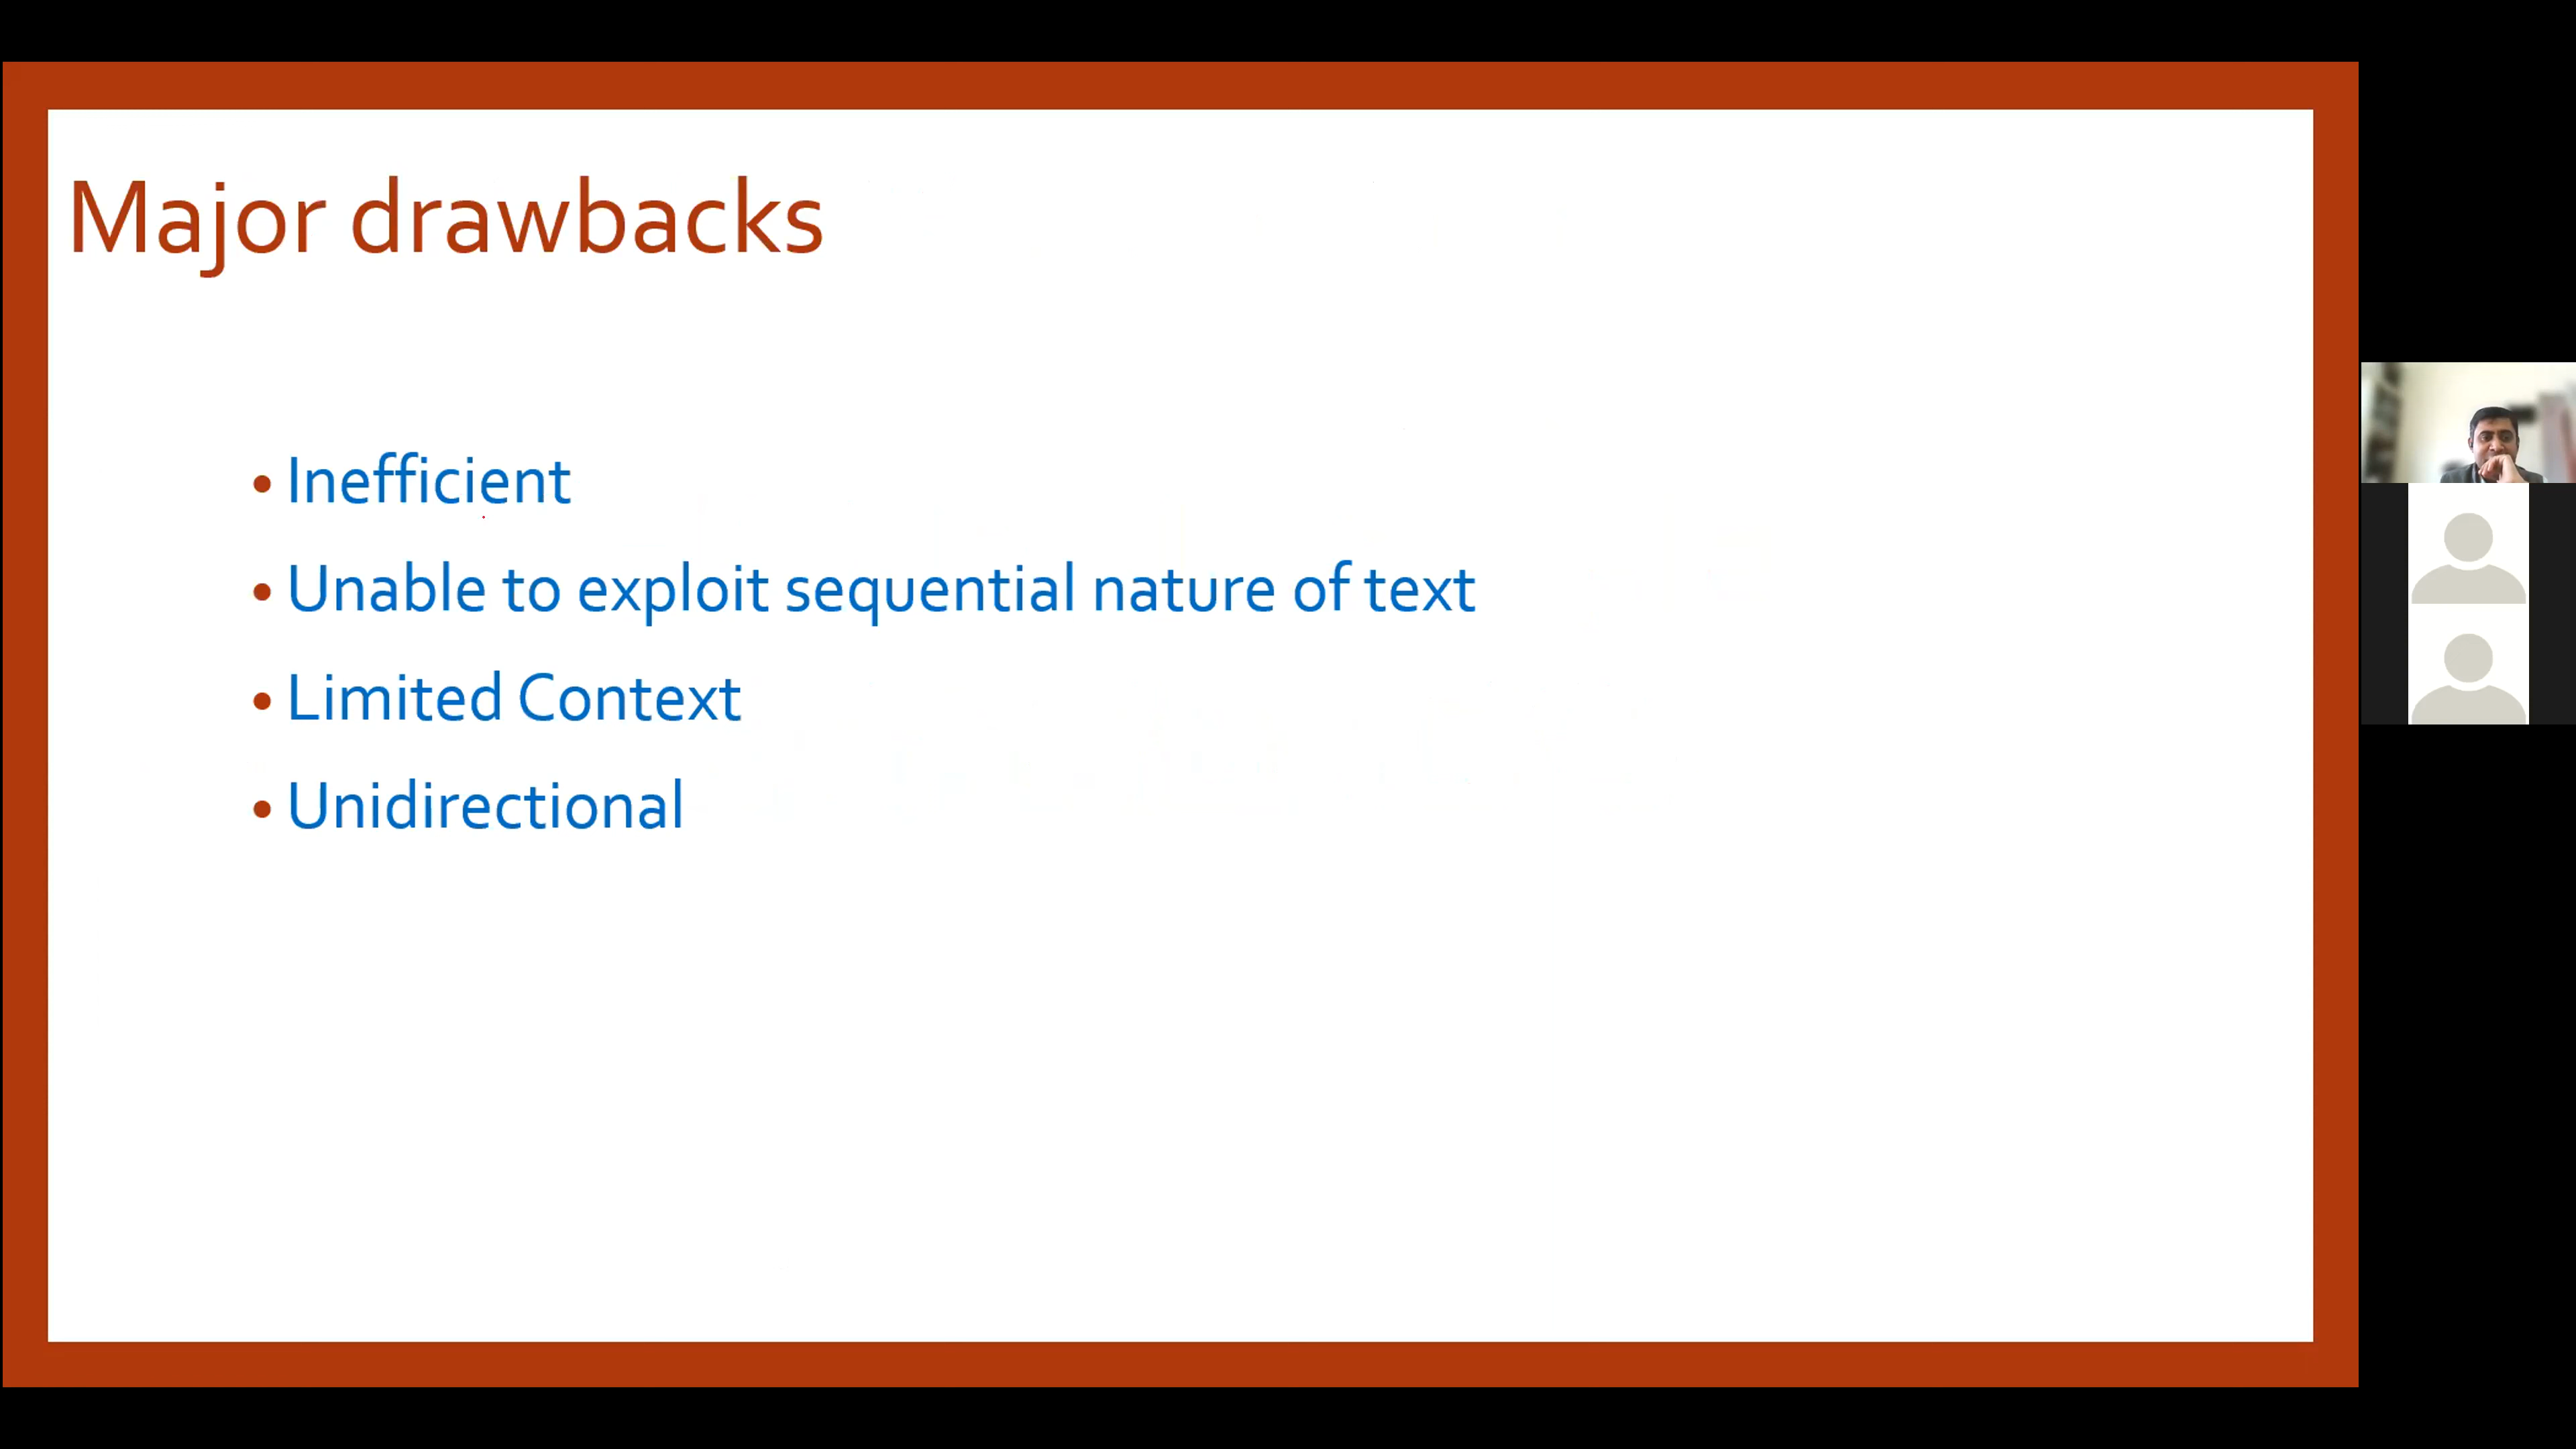 Major drawbacks
• Inefficient
• Unable to exploit sequential nature of text
• Limited Context
• Unidirectional